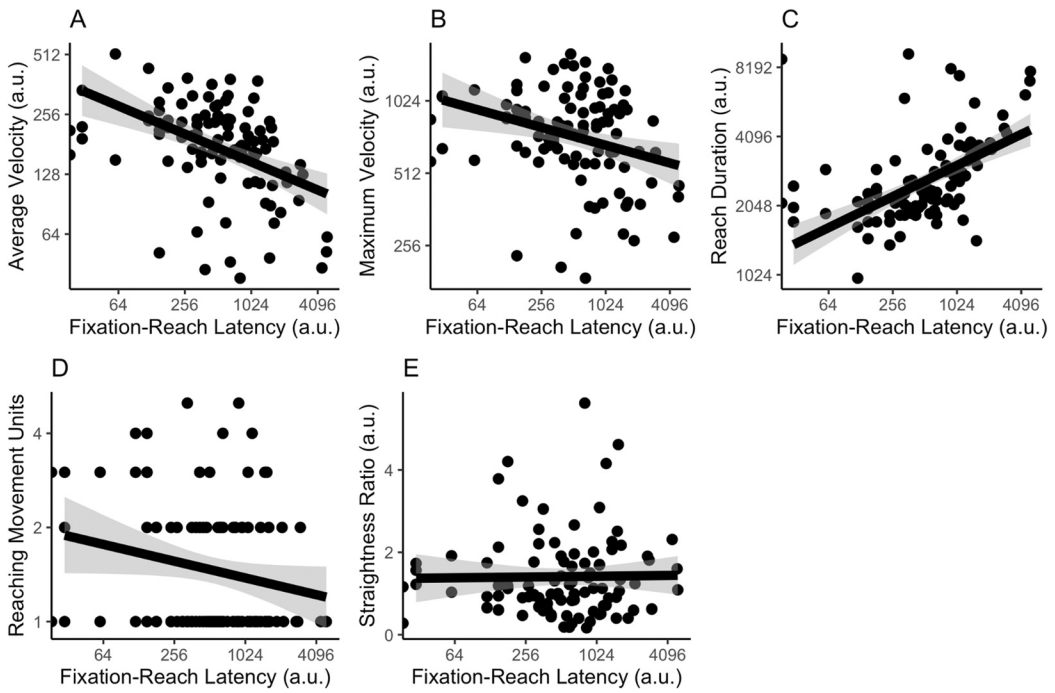 A
Average Velocity (a.u.)
512
256
128
64
64 256 1024 4096
Fixation-Reach Latency (a.u.)
B
Maximum Velocity (a.u.)
1024
512
256
64 256 1024 4096
Fixation-Reach Latency (a.u.)
C
Reach Duration (a.u.)
8192
4096
2048
1024
64 256 1024 4096
Fixation-Reach Latency (a.u.)
D
Reaching Movement Units
4
2
1
64 256 1024 4096
Fixation-Reach Latency (a.u.)
E
Straightness Ratio (a.u.)
4
2
0
64 256 1024 4096
Fixation-Reach Latency (a.u.)